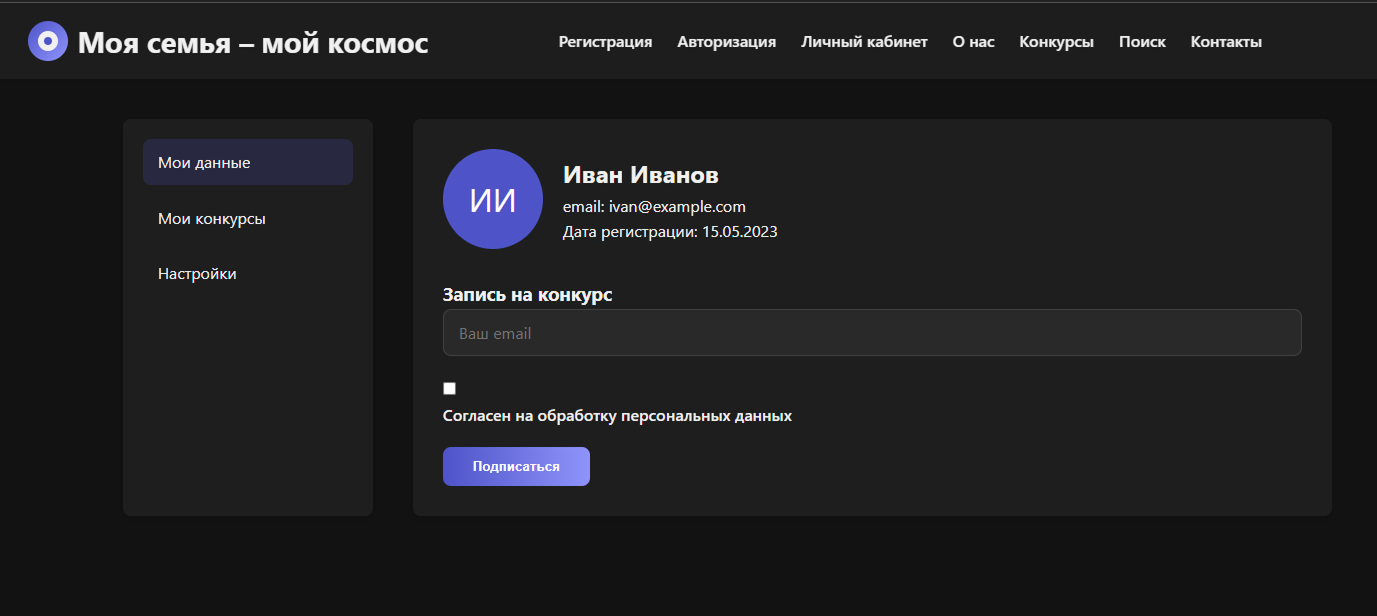 Моя семья – мой космос
Регистрация Авторизация Личный кабинет О нас Конкурсы Поиск Контакты
Мои данные
Мои конкурсы
Настройки
ИИ
Иван Иванов
email: ivan@example.com
Дата регистрации: 15.05.2023
Запись на конкурс
Ваш email
Согласен на обработку персональных данных
Подписаться